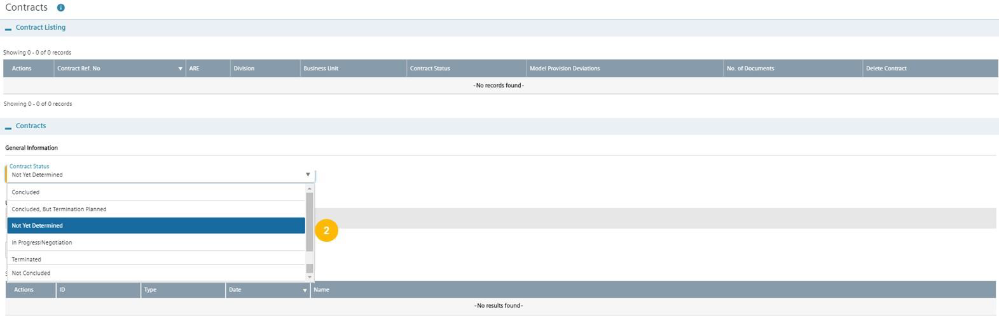 Contracts i
Contract Listing
Showing 0 - 0 of 0 records
Actions Contract Ref. No ARE Division Business Unit Contract Status Model Provision Deviations No. of Documents Delete Contract
- No records found -
Showing 0 - 0 of 0 records
Contracts
General Information
Contract Status
Not Yet Determined
Concluded
Concluded, But Termination Planned
Not Yet Determined
2
In Progress/Negotiation
Terminated
Not Concluded
Actions ID Type Date Name
- No results found -